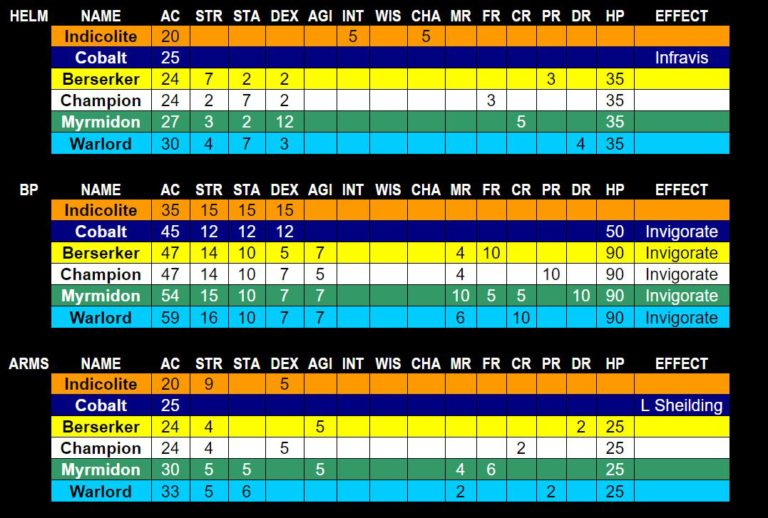 HELM NAME AC STR STA DEX AGI INT WIS CHA MR FR CR PR DR HP EFFECT
Indicolite 20 5 5
Cobalt 25 Infravis
Berserker 24 7 2 2 3 35
Champion 24 2 7 2 3 35
Myrmidon 27 3 2 12 5 35
Warlord 30 4 7 3 4 35
BP NAME AC STR STA DEX AGI INT WIS CHA MR FR CR PR DR HP EFFECT
Indicolite 35 15 15 15
Cobalt 45 12 12 12 50 Invigorate
Berserker 47 14 10 5 7 4 10 90 Invigorate
Champion 47 14 10 7 5 4 10 90 Invigorate
Myrmidon 54 15 10 7 7 10 5 5 10 90 Invigorate
Warlord 59 16 10 7 7 6 10 90 Invigorate
ARMS NAME AC STR STA DEX AGI INT WIS CHA MR FR CR PR DR HP EFFECT
Indicolite 20 9 5
Cobalt 25 L Sheilding
Berserker 24 4 5 2 25
Champion 24 4 5 2 25
Myrmidon 30 5 5 5 4 6 25
Warlord 33 5 6 2 2 25